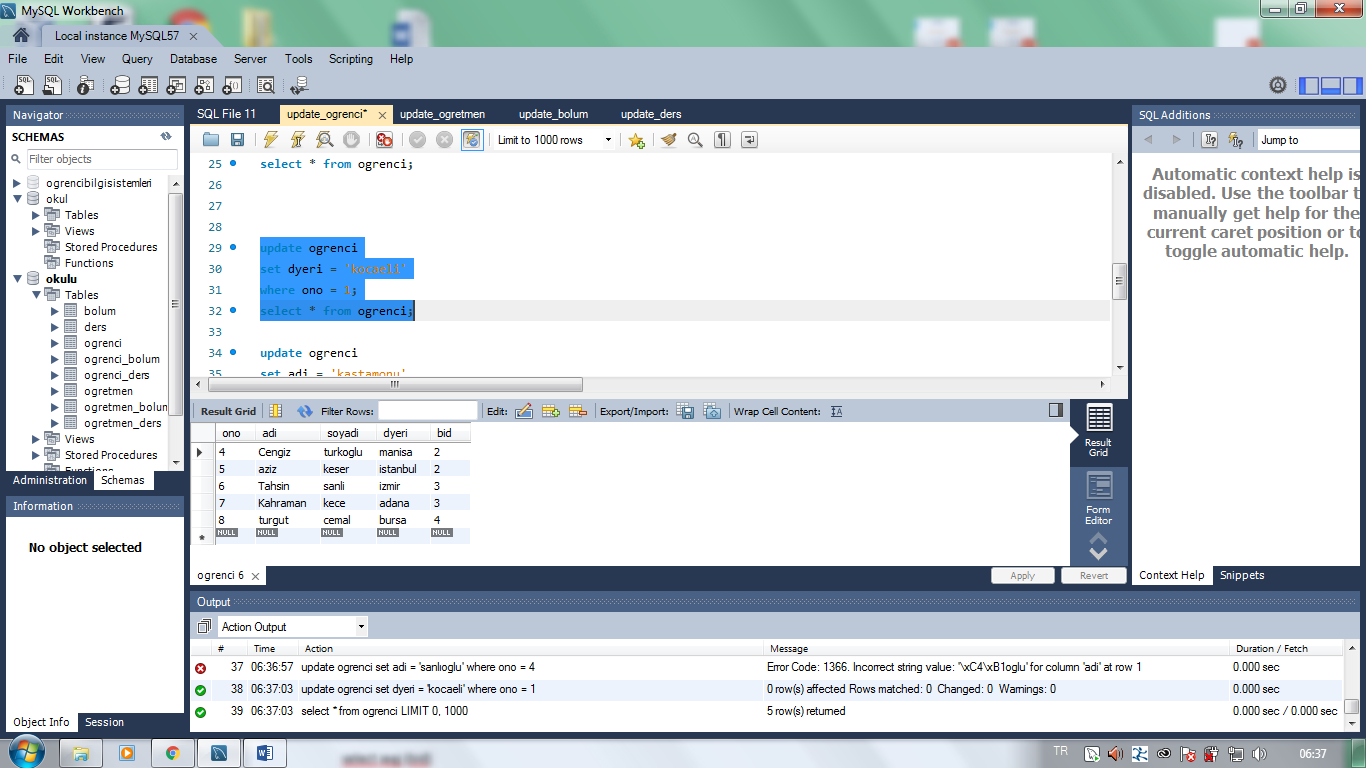 MySQL Workbench
Local instance MySQL57
File Edit View Query Database Server Tools Scripting Help
Navigator
SCHEMAS
Filter objects
ogrencibilgisistemleri
okul
Tables
Views
Stored Procedures
Functions
okulu
Tables
bolum
ders
ogrenci
ogrenci_bolum
ogrenci_ders
ogretmen
ogretmen_bolun
ogretmen_ders
Views
Stored Procedures
Functions
Administration Schemas
Information
No object selected
Object Info Session
SQL File 11 update_ogrenci* update_ogretmen update_bolum update_ders
Limit to 1000 rows
25 select * from ogrenci;
26
27
28
29 update ogrenci
30 set dyeri = 'kocaeli'
31 where ono = 1;
32 select * from ogrenci;
33
34 update ogrenci
35 set adi = 'kastamonu'
Result Grid Filter Rows: Edit: Export/Import: Wrap Cell Content:
ono adi soyadi dyeri bid
4 Cengiz turkoglu manisa 2
5 aziz keser istanbul 2
6 Tahsin sanli izmir 3
7 Kahraman kece adana 3
8 turgut cemal bursa 4
NULL NULL NULL NULL NULL
Result
Grid
Form
Editor
ogrenci 6
Apply Revert
Output
Action Output
# Time Action Message Duration / Fetch
37 06:36:57 update ogrenci set adi = 'sanlıoglu' where ono = 4 Error Code: 1366. Incorrect string value: '\xC4\xB1oglu' for column 'adi' at row 1 0.000 sec
38 06:37:03 update ogrenci set dyeri = 'kocaeli' where ono = 1 0 row(s) affected Rows matched: 0 Changed: 0 Warnings: 0 0.000 sec
39 06:37:03 select * from ogrenci LIMIT 0, 1000 5 row(s) returned 0.000 sec / 0.000 sec
SQL Additions
Jump to
Automatic context help is
disabled. Use the toolbar t
manually get help for the
current caret position or to
toggle automatic help.
Context Help Snippets
TR
06:37